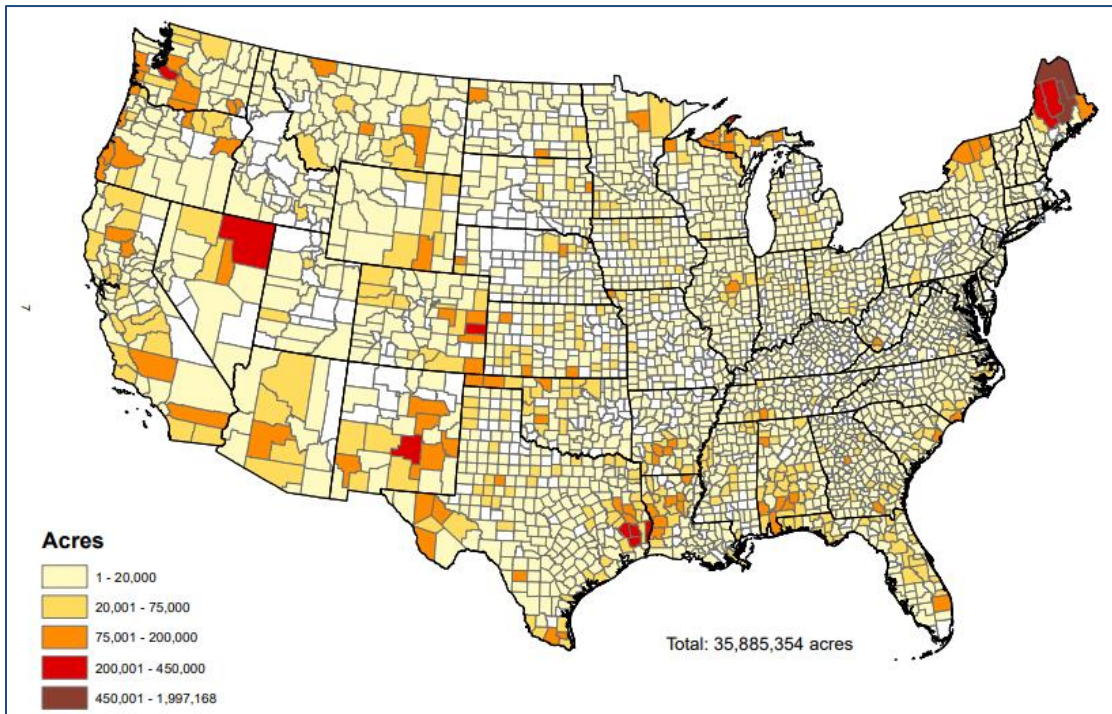 7
Acres
1 - 20,000
20,001 - 75,000
75,001 - 200,000
200,001 - 450,000
450,001 - 1,997,168
Total: 35,885,354 acres